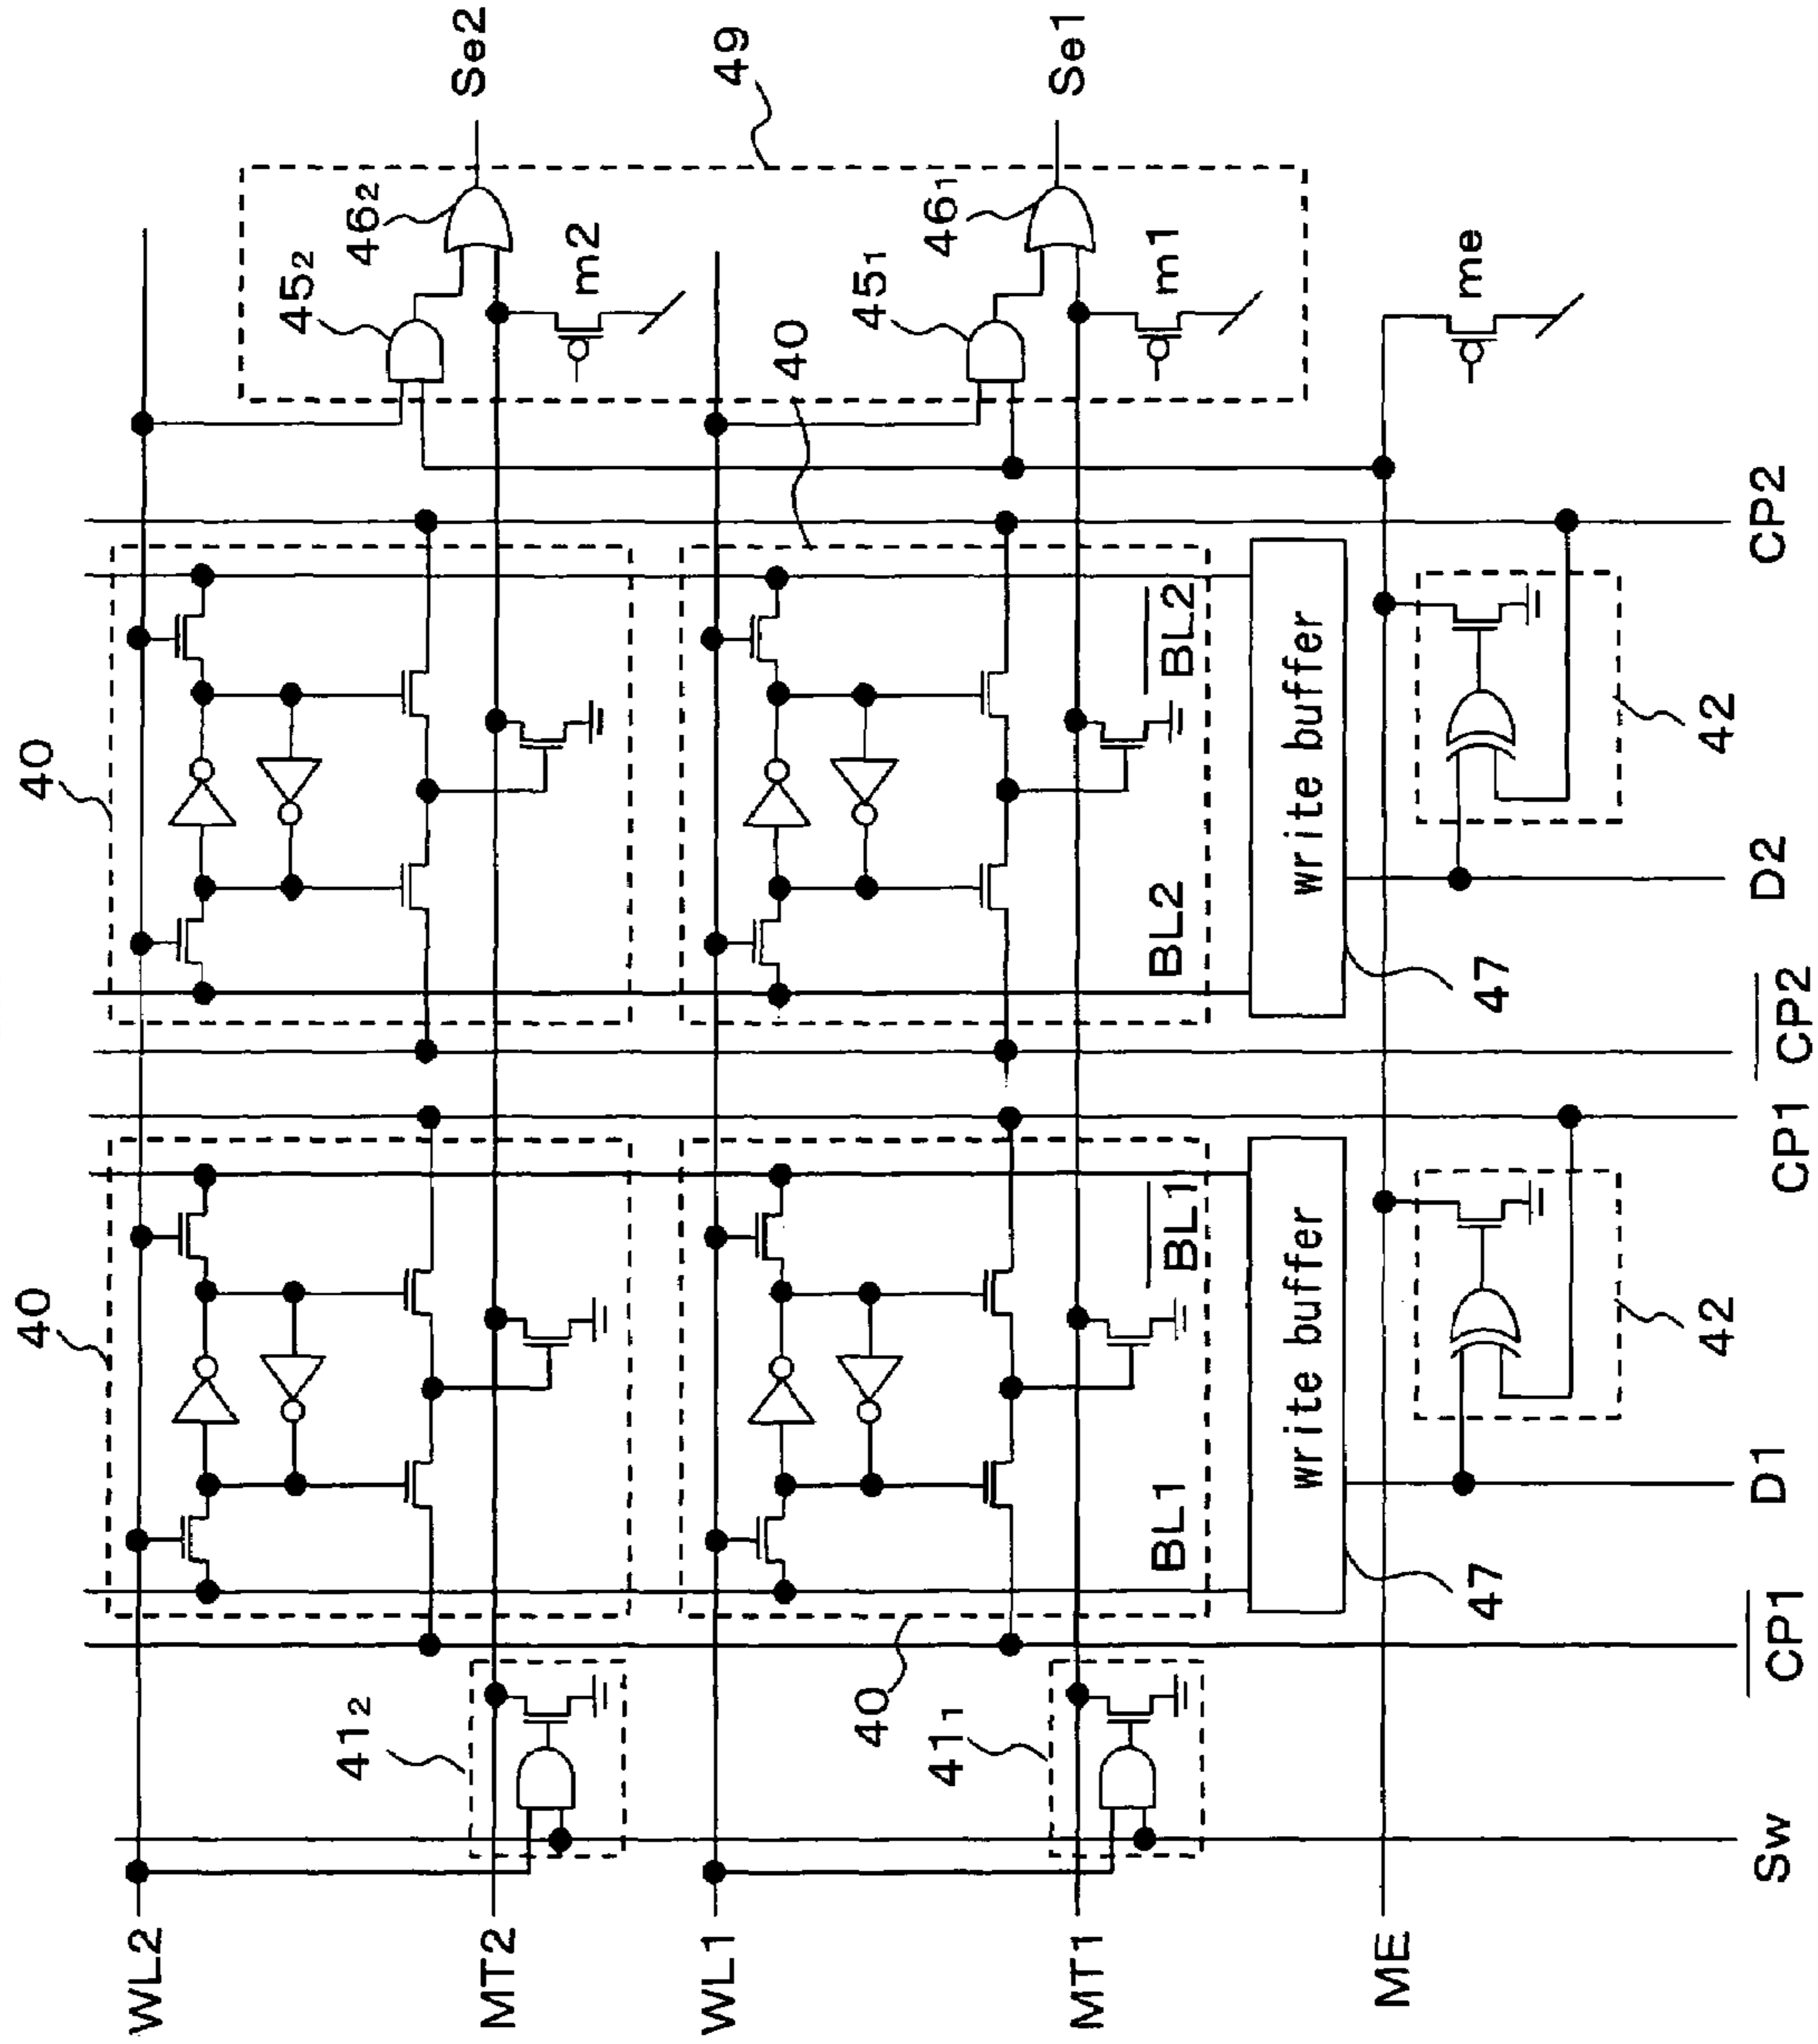 WL2
MT2
WL1
MT1
ME
Sw
CP1
D1
CP1
CP2
D2
CP2
41₂
41₁
40
40
40
40
BL1
BL1
BL2
BL2
write buffer
write buffer
47
47
42
42
45₂
46₂
m2
Se2
45₁
46₁
m1
Se1
49
me